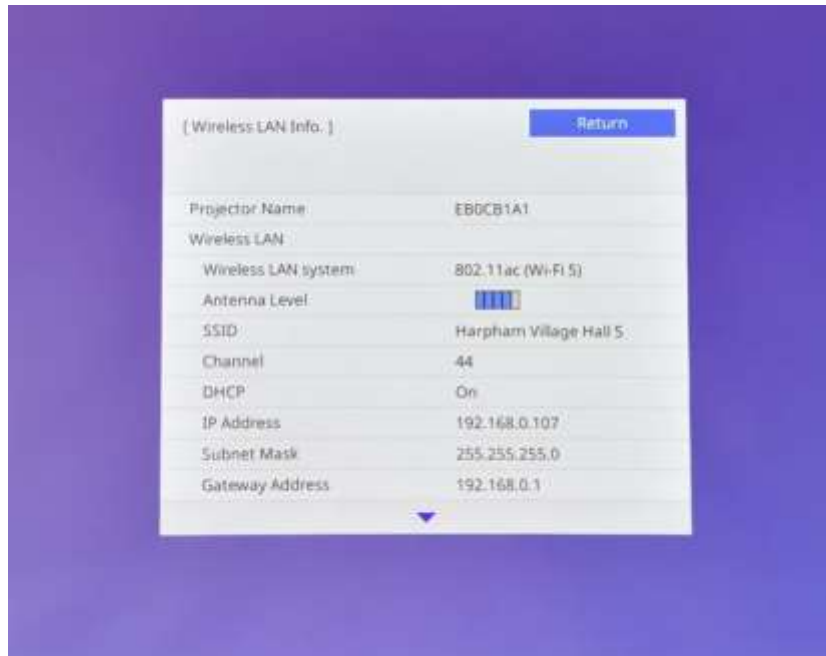 [ Wireless LAN Info. ]
Return
Projector Name EB0CB1A1
Wireless LAN
Wireless LAN system 802.11ac (Wi-Fi 5)
Antenna Level
SSID Harpham Village Hall 5
Channel 44
DHCP On
IP Address 192.168.0.107
Subnet Mask 255.255.255.0
Gateway Address 192.168.0.1